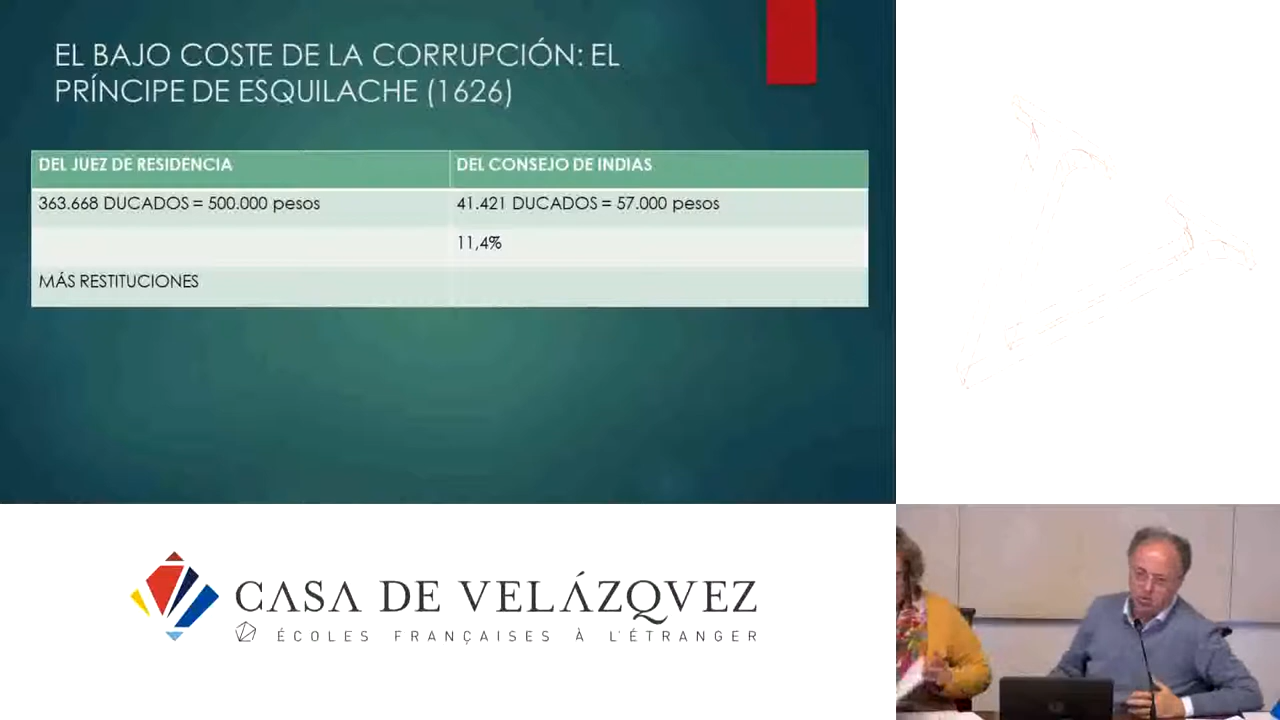 EL BAJO COSTE DE LA CORRUPCIÓN: EL
PRÍNCIPE DE ESQUILACHE (1626)
DEL JUEZ DE RESIDENCIA
DEL CONSEJO DE INDIAS
363.668 DUCADOS = 500.000 pesos
41.421 DUCADOS = 57.000 pesos
11,4%
MÁS RESTITUCIONES
CASA DE VELÁZQVEZ
ÉCOLES FRANÇAISES À L'ÉTRANGER